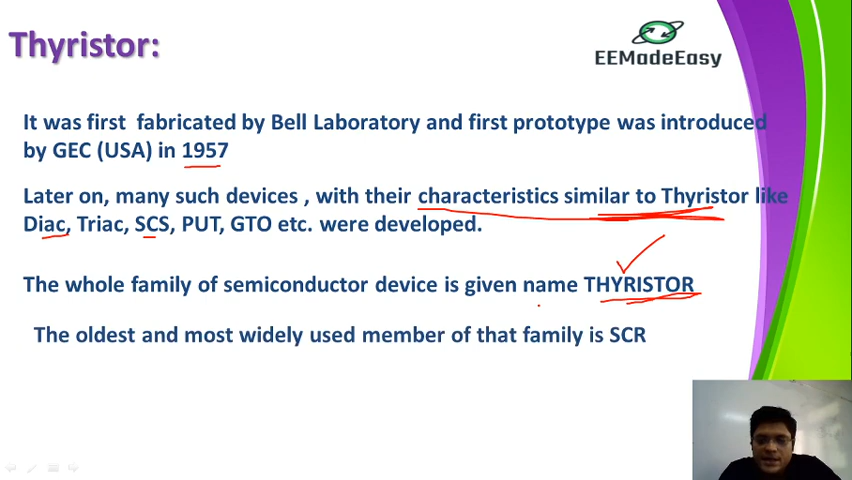 Thyristor:
EEMadeEasy
It was first fabricated by Bell Laboratory and first prototype was introduced
by GEC (USA) in 1957
Later on, many such devices , with their characteristics similar to Thyristor like
Diac, Triac, SCS, PUT, GTO etc. were developed.
The whole family of semiconductor device is given name THYRISTOR
The oldest and most widely used member of that family is SCR